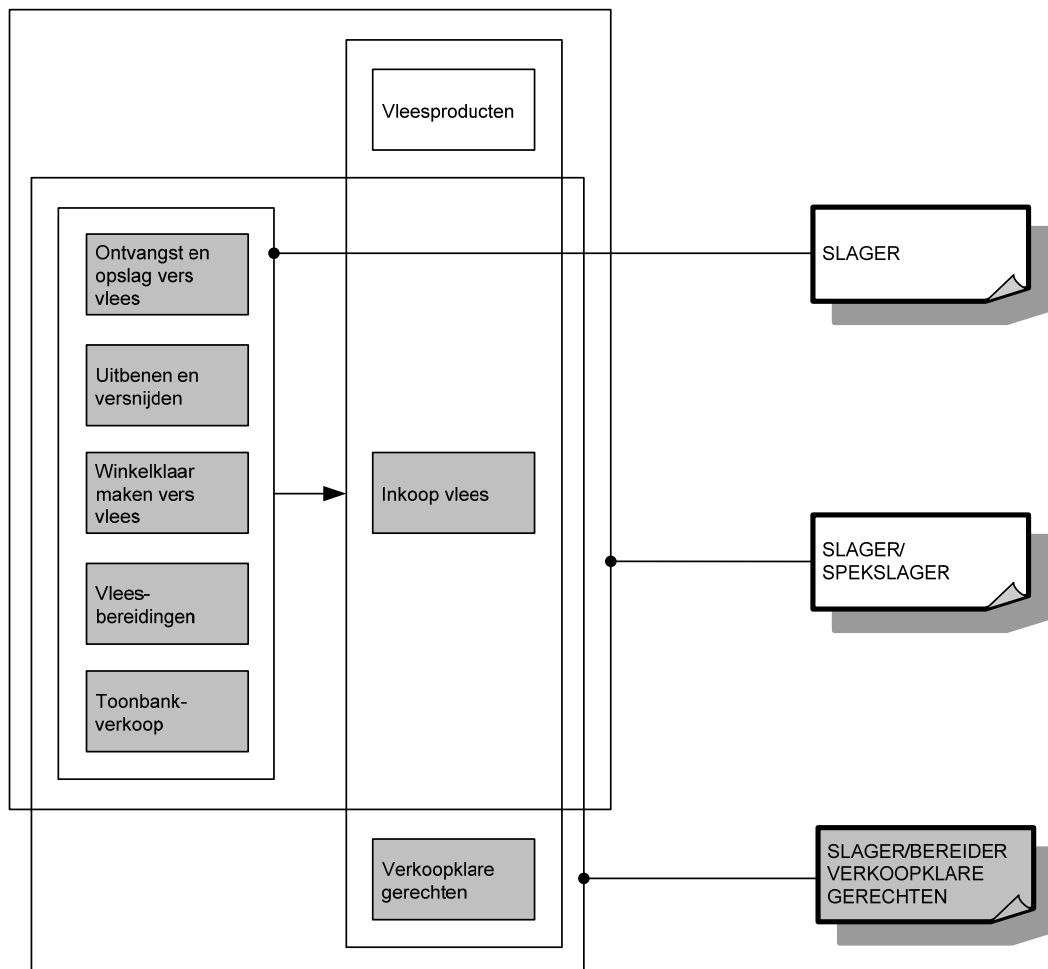 Vleesproducten
Ontvangst en
opslag vers
vlees
SLAGER
Uitbenen en
versnijden
Winkelklaar
maken vers
vlees
Inkoop vlees
SLAGER/
SPEKSLAGER
Vlees-
bereidingen
Toonbank-
verkoop
Verkoopklare
gerechten
SLAGER/BEREIDER
VERKOOPKLARE
GERECHTEN